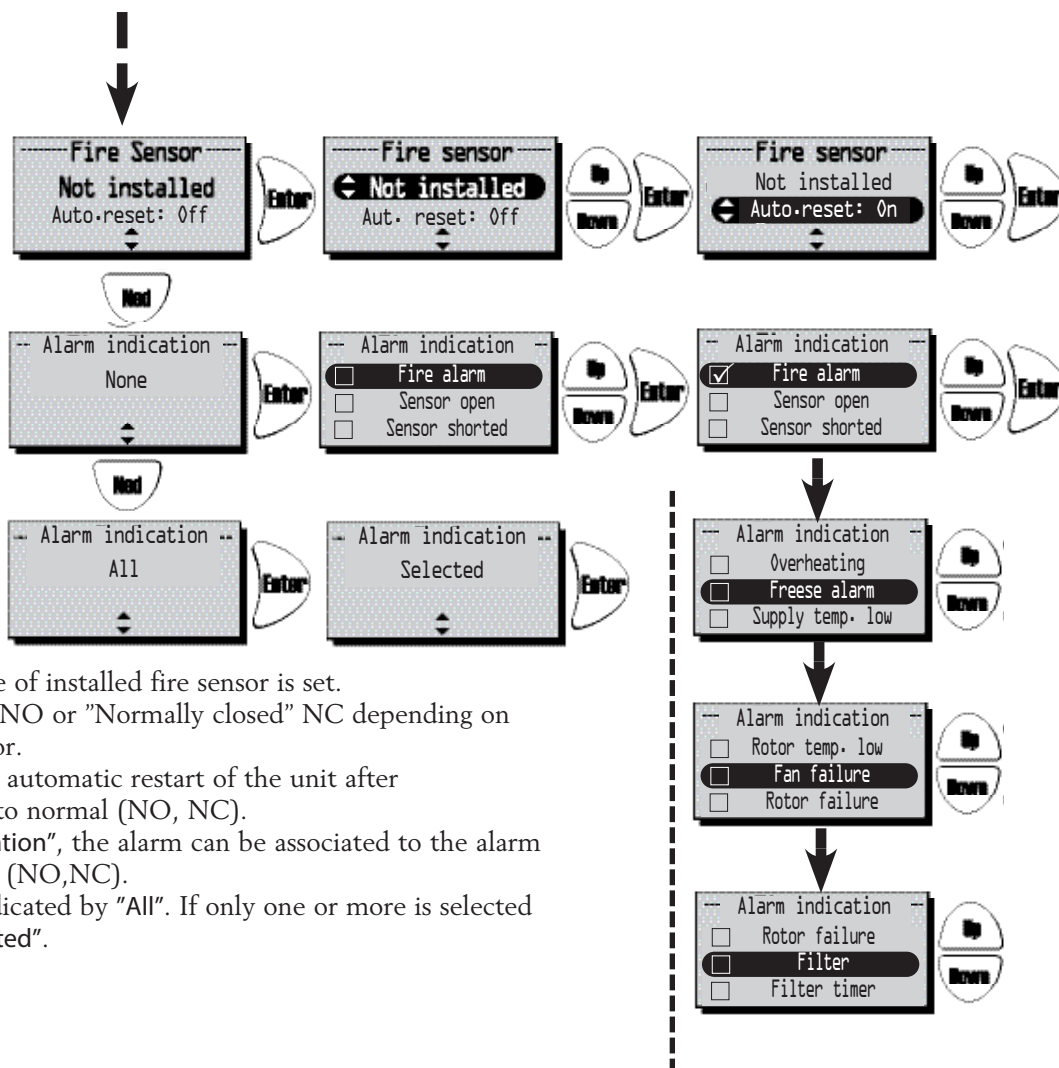 Fire Sensor
Not installed
Auto.reset: Off
Enter
Fire sensor
Not installed
Aut. reset: Off
Up
Down
Enter
Fire sensor
Not installed
Auto.reset: On
Up
Down
Enter
Ned
Alarm indication
None
Enter
Alarm indication
Fire alarm
Sensor open
Sensor shorted
Up
Down
Enter
Alarm indication
Fire alarm
Sensor open
Sensor shorted
Up
Down
Enter
Ned
Alarm indication
All
Enter
Alarm indication
Selected
Enter
Alarm indication
Overheating
Freese alarm
Supply temp. low
Up
Down
Alarm indication
Rotor temp. low
Fan failure
Rotor failure
Up
Down
Alarm indication
Rotor failure
Filter
Filter timer
Up
Down
e of installed fire sensor is set.
NO or ”Normally closed” NC depending on
or.
automatic restart of the unit after
to normal (NO, NC).
ation”, the alarm can be associated to the alarm
(NO,NC).
dicated by ”All”. If only one or more is selected
ted”.